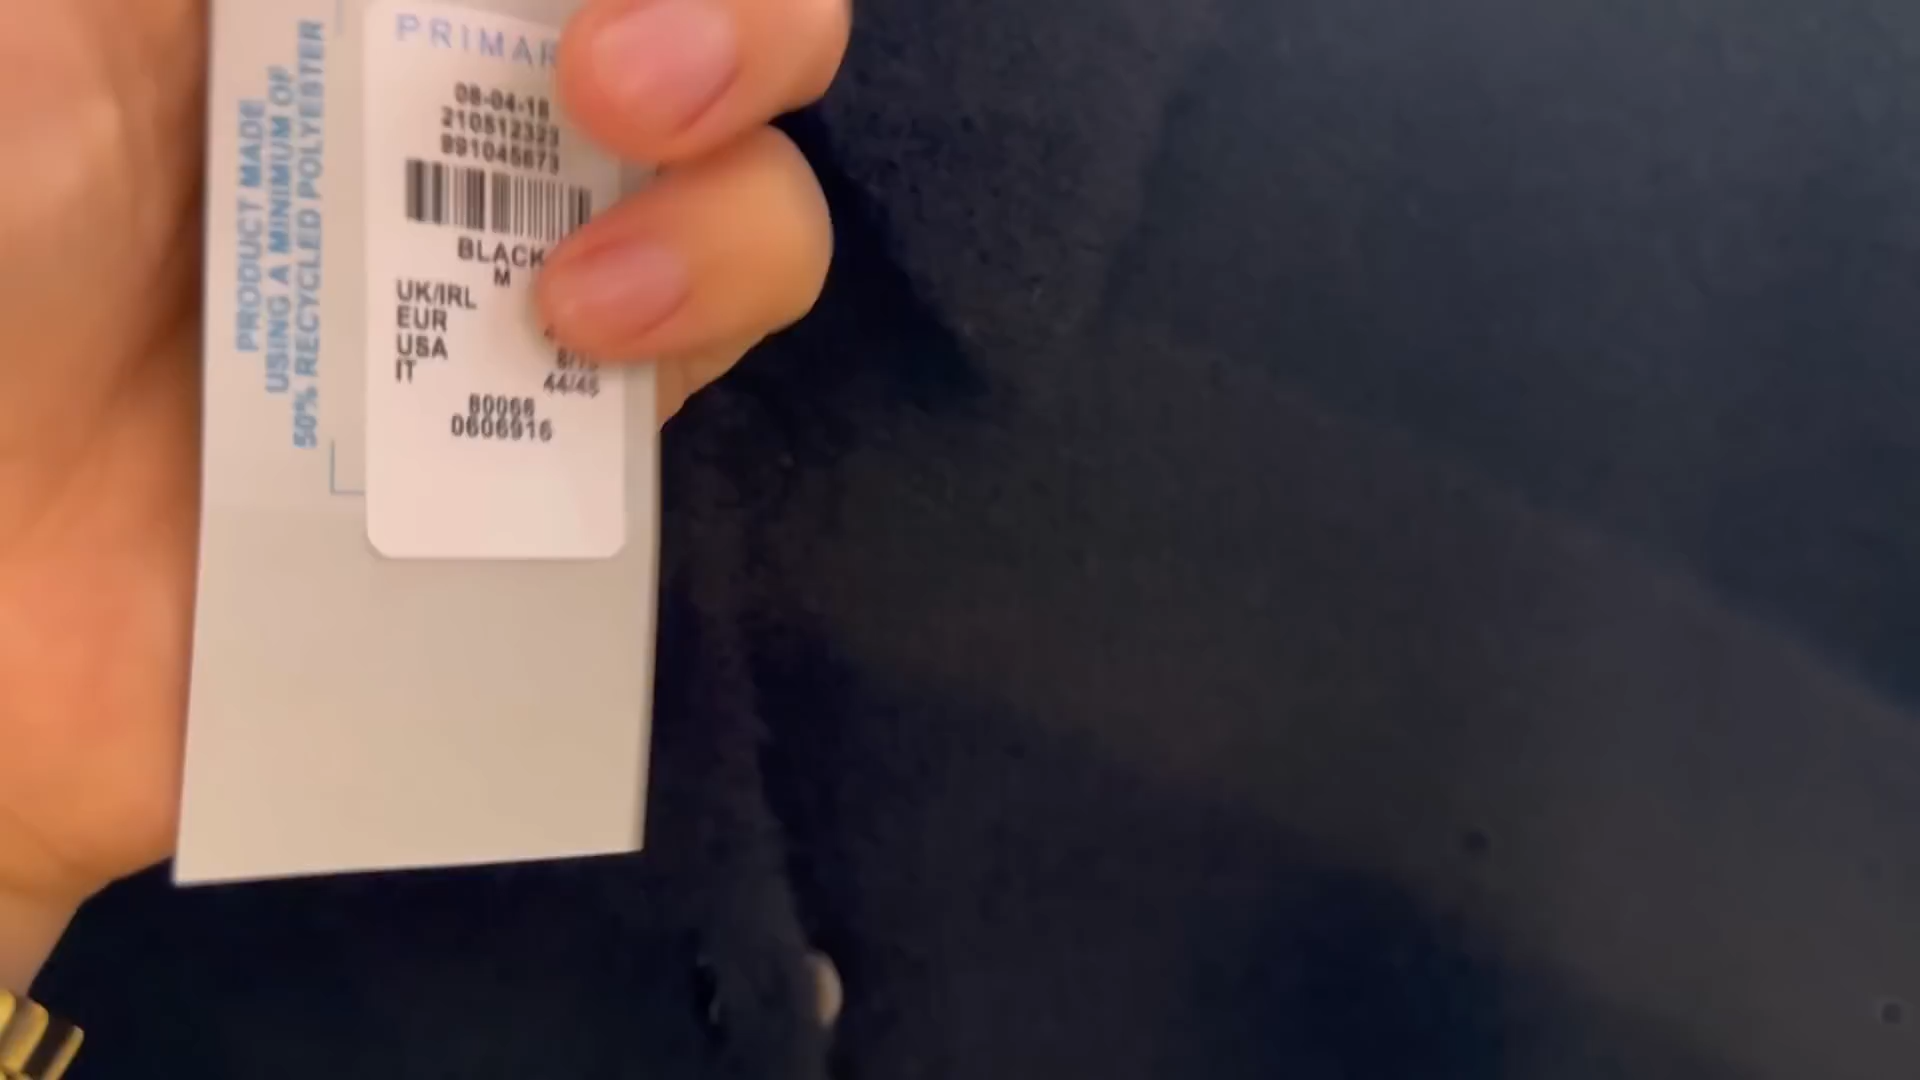 PRODUCT MADE
USING A MINIMUM OF
50% RECYCLED POLYESTER
PRIMAR
08-04-18
210512323
991045673
BLACK
M
UK/IRL
EUR
USA
IT 44/46
80066
0606916